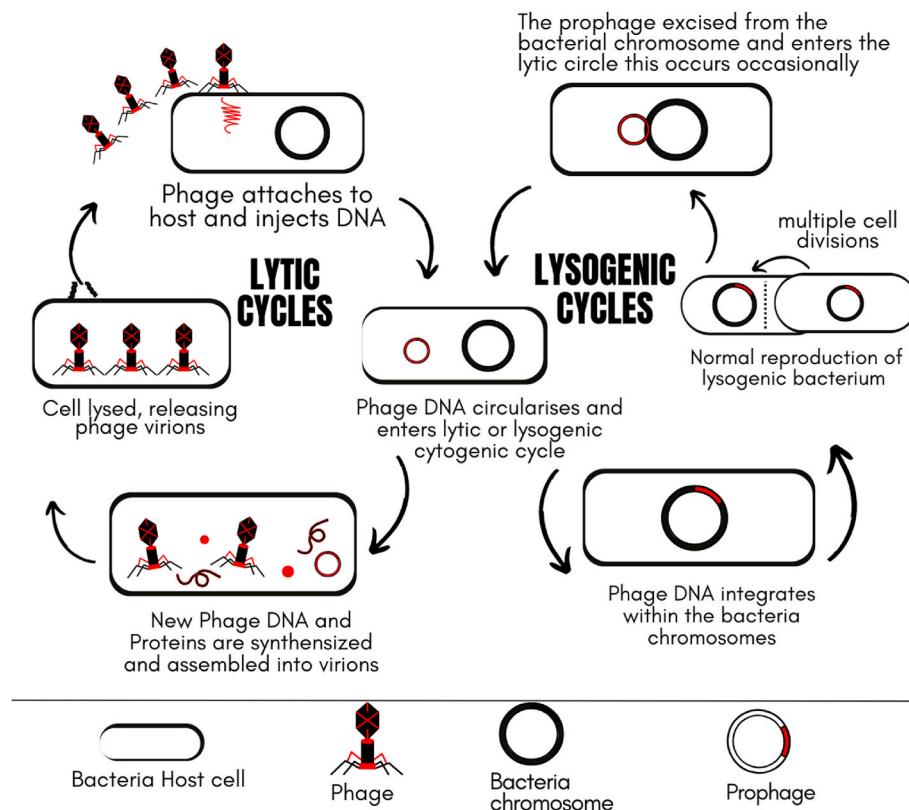 The prophage excised from the
bacterial chromosome and enters the
lytic circle this occurs occasionally
Phage attaches to
host and injects DNA
LYTIC
CYCLES
LYSOGENIC
CYCLES
multiple cell
divisions
Normal reproduction of
lysogenic bacterium
Cell lysed, releasing
phage virions
Phage DNA circularises and
enters lytic or lysogenic
cytogenic cycle
New Phage DNA and
Proteins are synthensized
and assembled into virions
Phage DNA integrates
within the bacteria
chromosomes
Bacteria Host cell
Phage
Bacteria
chromosome
Prophage